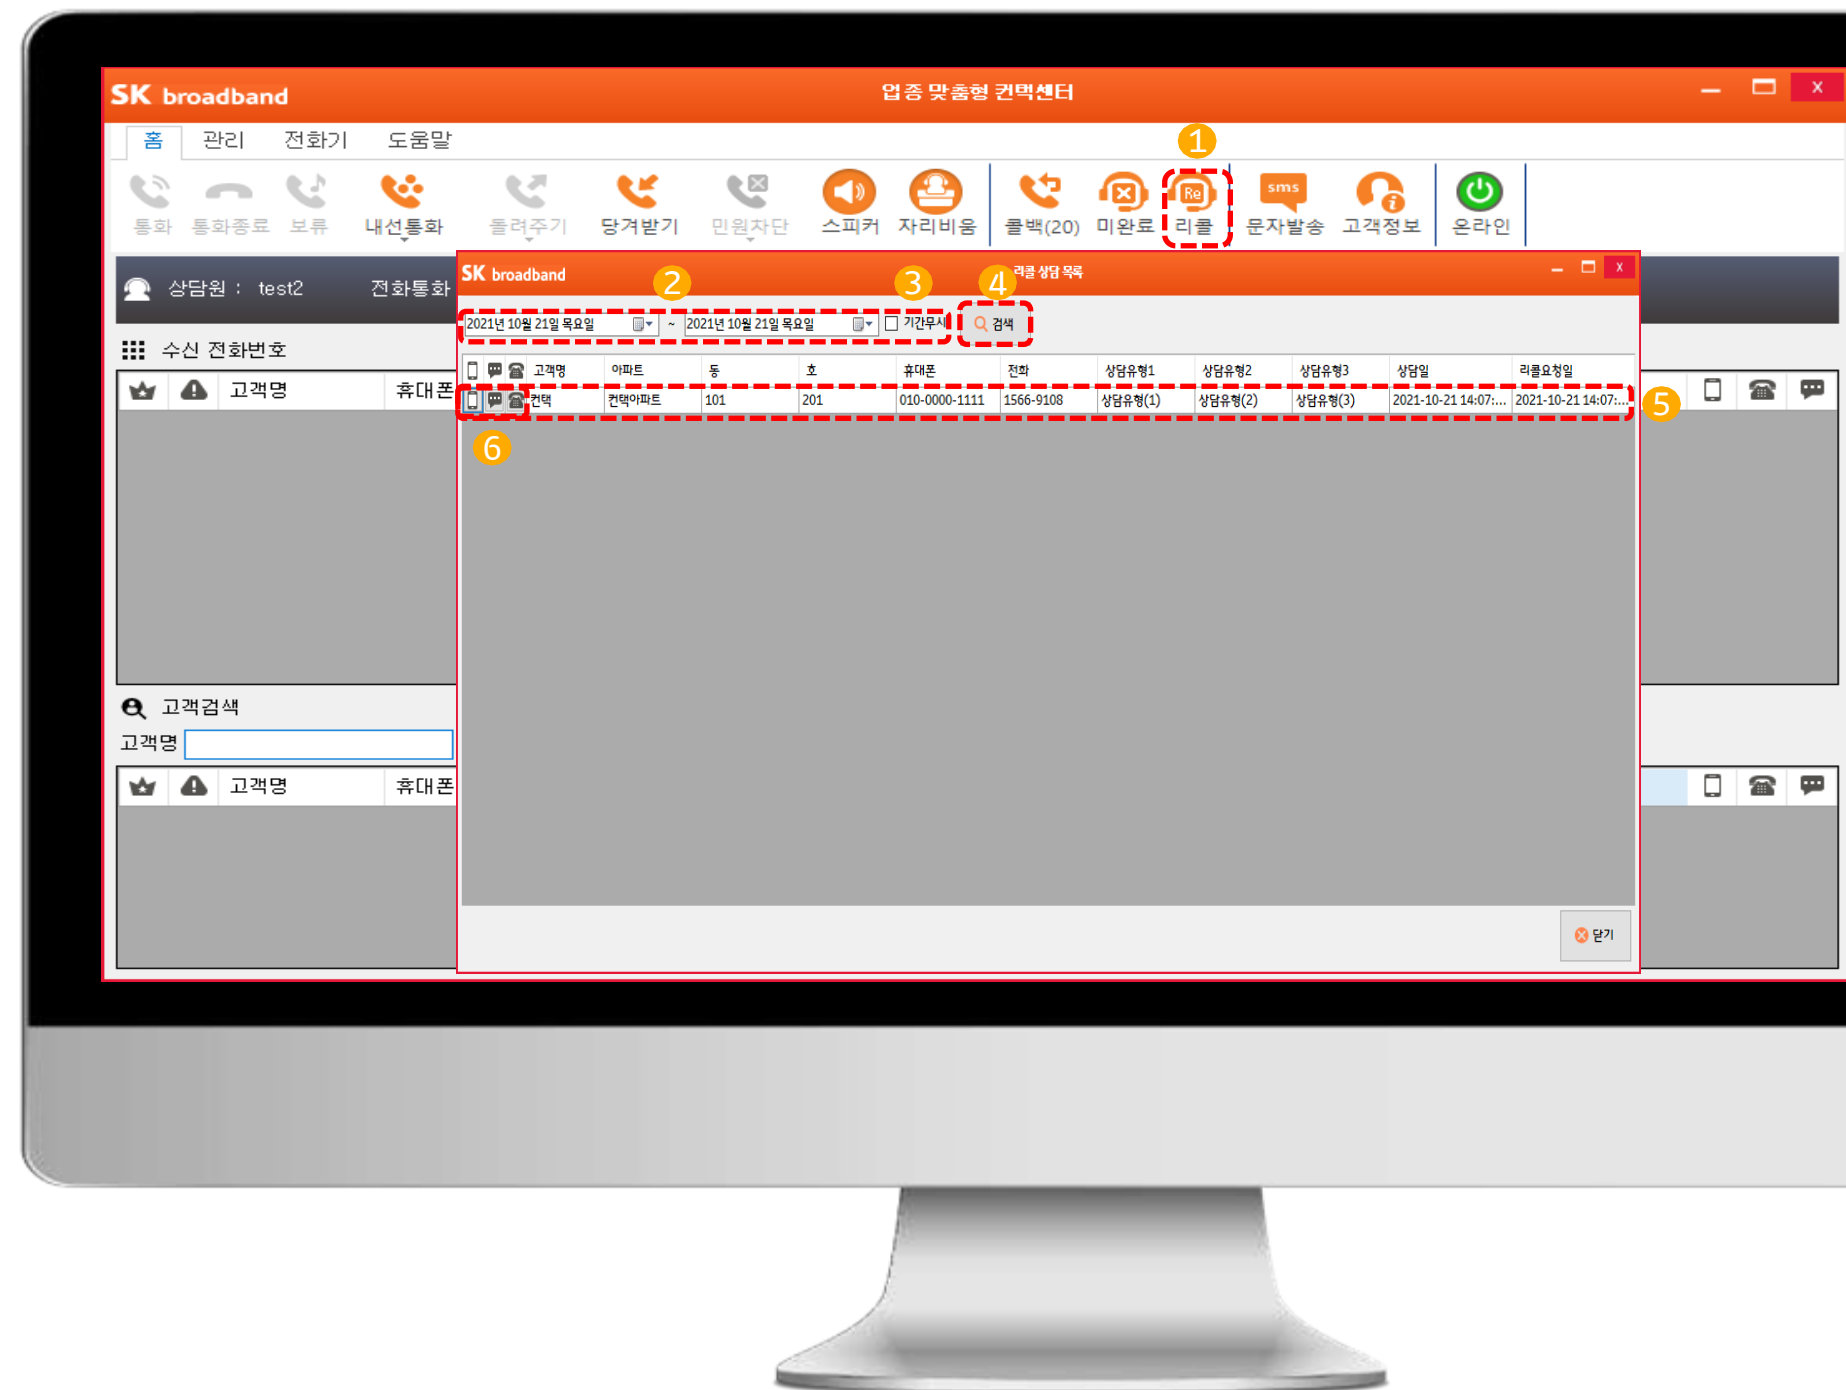 SK broadband 업종 맞춤형 컨택센터 X
홈 관리 전화기 도움말
1
통화 통화종료 보류 내선통화 돌려주기 당겨받기 민원차단 스피커 자리비움 콜백(20) 미완료 Re 리콜 sms 문자발송 고객정보 온라인
상담원 : test2 전화통화
SK broadband 리콜 상담 목록 X
2 3 4
2021년 10월 21일 목요일 ~ 2021년 10월 21일 목요일 기간무시 검색
수신 전화번호
고객명 휴대폰
고객명 아파트 동 호 휴대폰 전화 상담유형1 상담유형2 상담유형3 상담일 리콜요청일
컨택 컨택아파트 101 201 010-0000-1111 1566-9108 상담유형(1) 상담유형(2) 상담유형(3) 2021-10-21 14:07:... 2021-10-21 14:07:...
5
6
고객검색
고객명
고객명 휴대폰
닫기